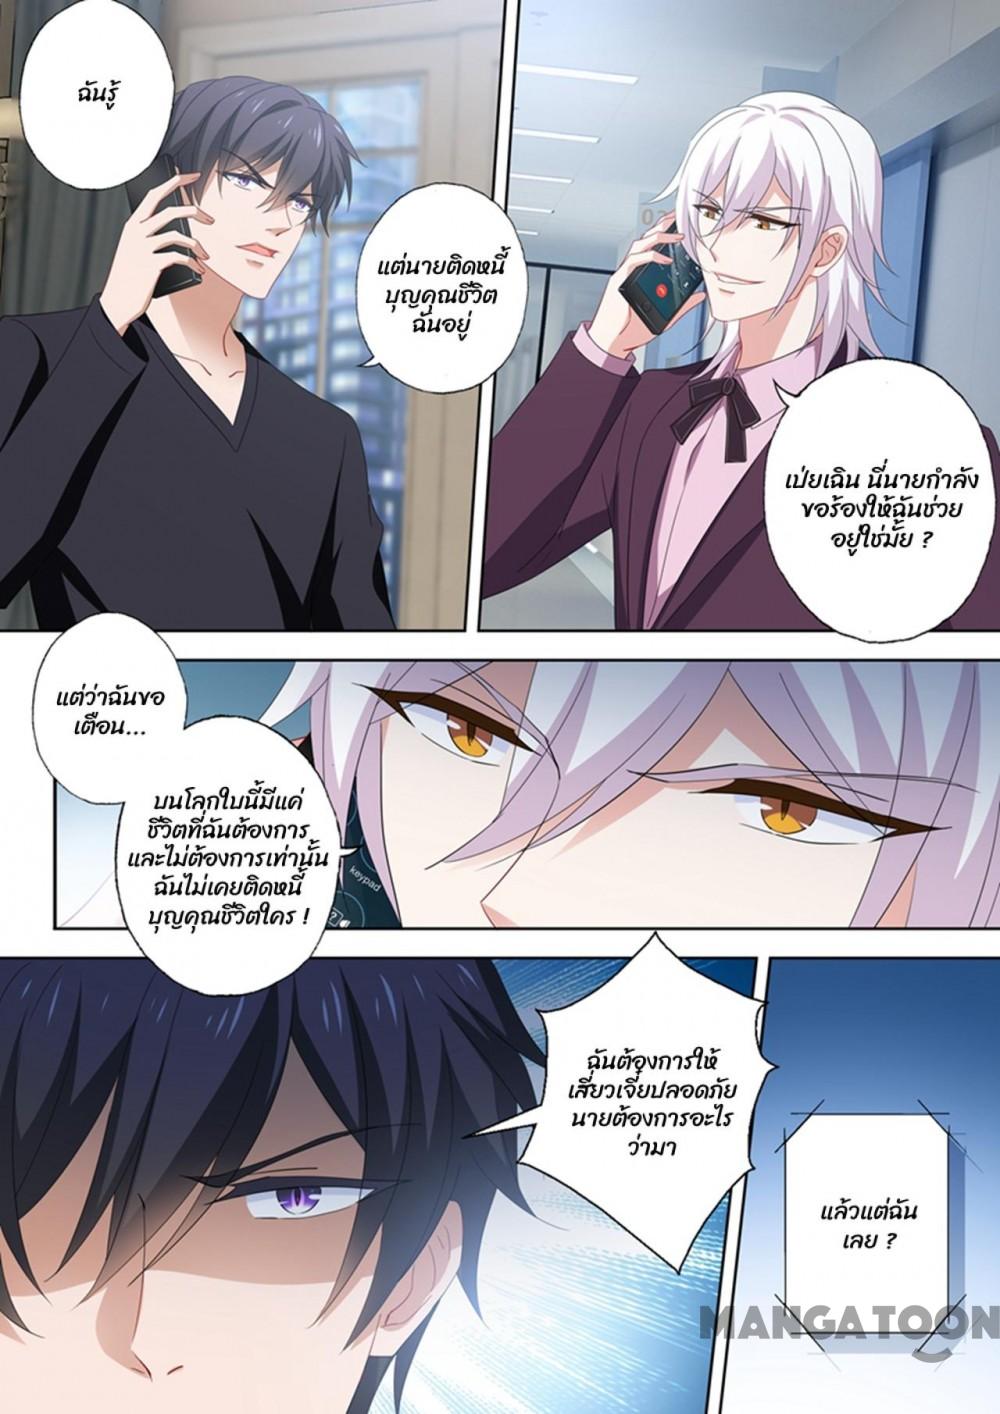 ฉันรู้
แต่นายติดหนี้
บุญคุณชีวิต
ฉันอยู่
เป่ยเฉิน นี่นายกำลัง
ขอร้องให้ฉันช่วย
อยู่ใช่มั้ย ?
แต่ว่าฉันขอ
เตือน...
บนโลกใบนี้มีแค่
ชีวิตที่ฉันต้องการ
และไม่ต้องการเท่านั้น
ฉันไม่เคยติดหนี้
บุญคุณชีวิตใคร !
keypad
ฉันต้องการให้
เสี่ยวเจี๋ยปลอดภัย
นายต้องการอะไร
ว่ามา
แล้วแต่ฉัน
เลย ?
MANGATOON